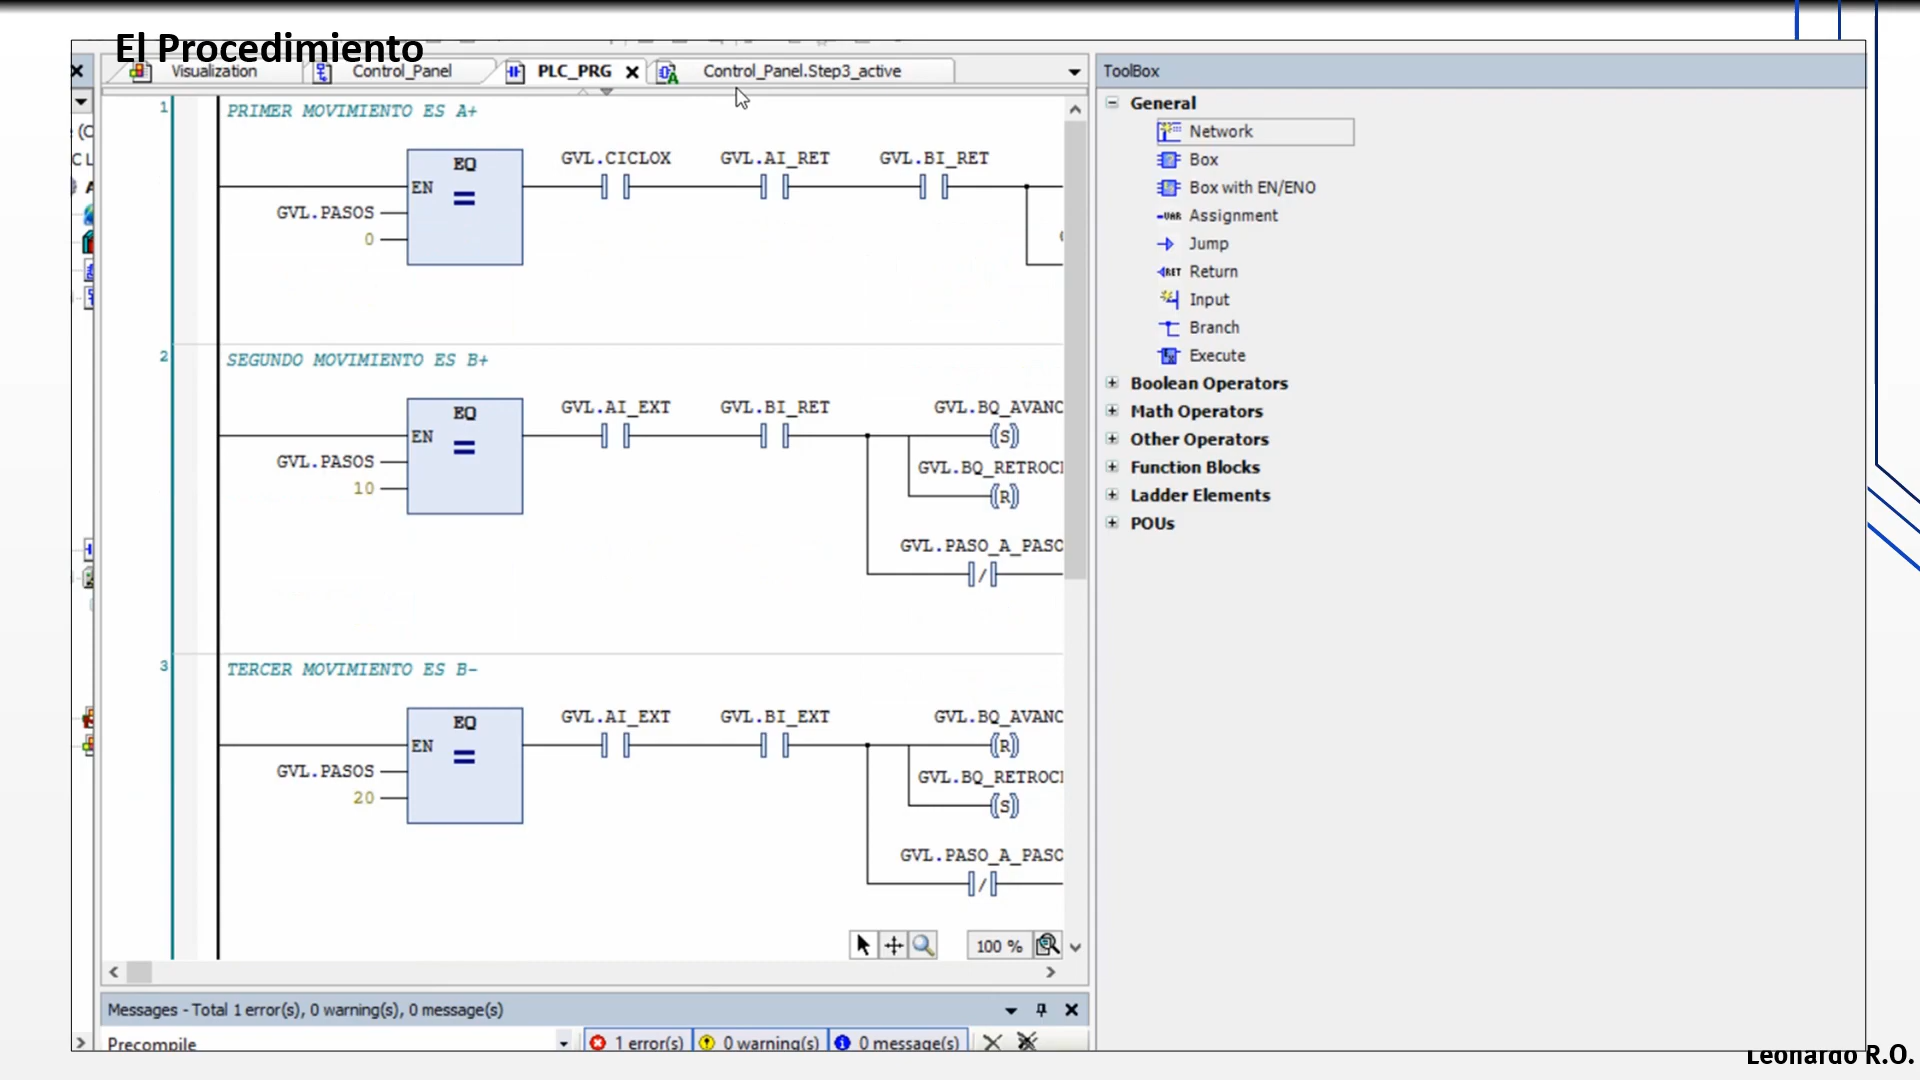 El Procedimiento
Visualization
Control_Panel
PLC_PRG
Control_Panel.Step3_active
ToolBox
1
PRIMER MOVIMIENTO ES A+
EQ
EN
=
GVL.PASOS
0
GVL.CICLOX
GVL.AI_RET
GVL.BI_RET
2
SEGUNDO MOVIMIENTO ES B+
EQ
EN
=
GVL.PASOS
10
GVL.AI_EXT
GVL.BI_RET
GVL.BQ_AVANC
(S)
GVL.BQ_RETROC
(R)
GVL.PASO_A_PASO
/
3
TERCER MOVIMIENTO ES B-
EQ
EN
=
GVL.PASOS
20
GVL.AI_EXT
GVL.BI_EXT
GVL.BQ_AVANC
(R)
GVL.BQ_RETROC
(S)
GVL.PASO_A_PASO
/
100 %
General
Network
Box
Box with EN/ENO
Assignment
Jump
Return
Input
Branch
Execute
Boolean Operators
Math Operators
Other Operators
Function Blocks
Ladder Elements
POUs
Messages - Total 1 error(s), 0 warning(s), 0 message(s)
Precompile
1 error(s)
0 warning(s)
0 message(s)
Leonardo R.O.